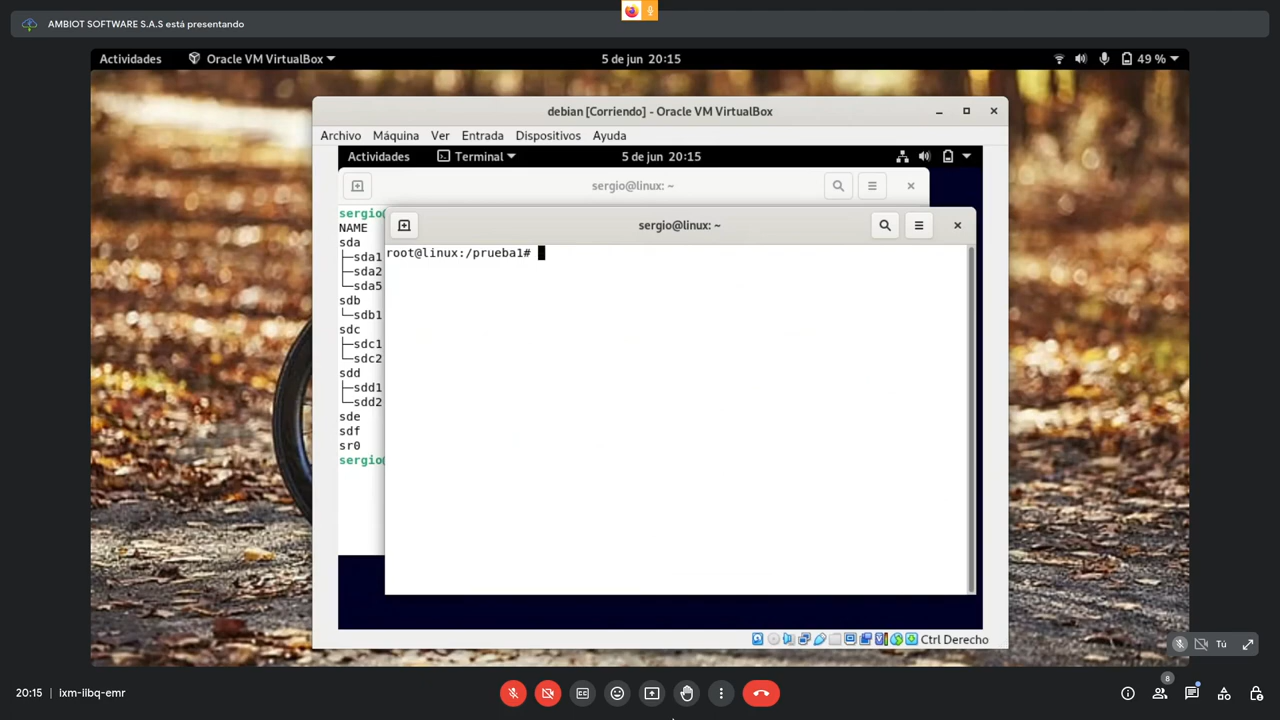 AMBIOT SOFTWARE S.A.S está presentando
Actividades
Oracle VM VirtualBox
5 de jun 20:15
49 %
debian [Corriendo] - Oracle VM VirtualBox
Archivo Máquina Ver Entrada Dispositivos Ayuda
Actividades
Terminal
5 de jun 20:15
sergio@linux: ~
sergio@
NAME
sda
├─sda1
├─sda2
└─sda5
sdb
└─sdb1
sdc
├─sdc1
└─sdc2
sdd
├─sdd1
└─sdd2
sde
sdf
sr0
sergio@
sergio@linux: ~
root@linux:/prueba1#
Ctrl Derecho
Tú
20:15
ixm-iibq-emr
8